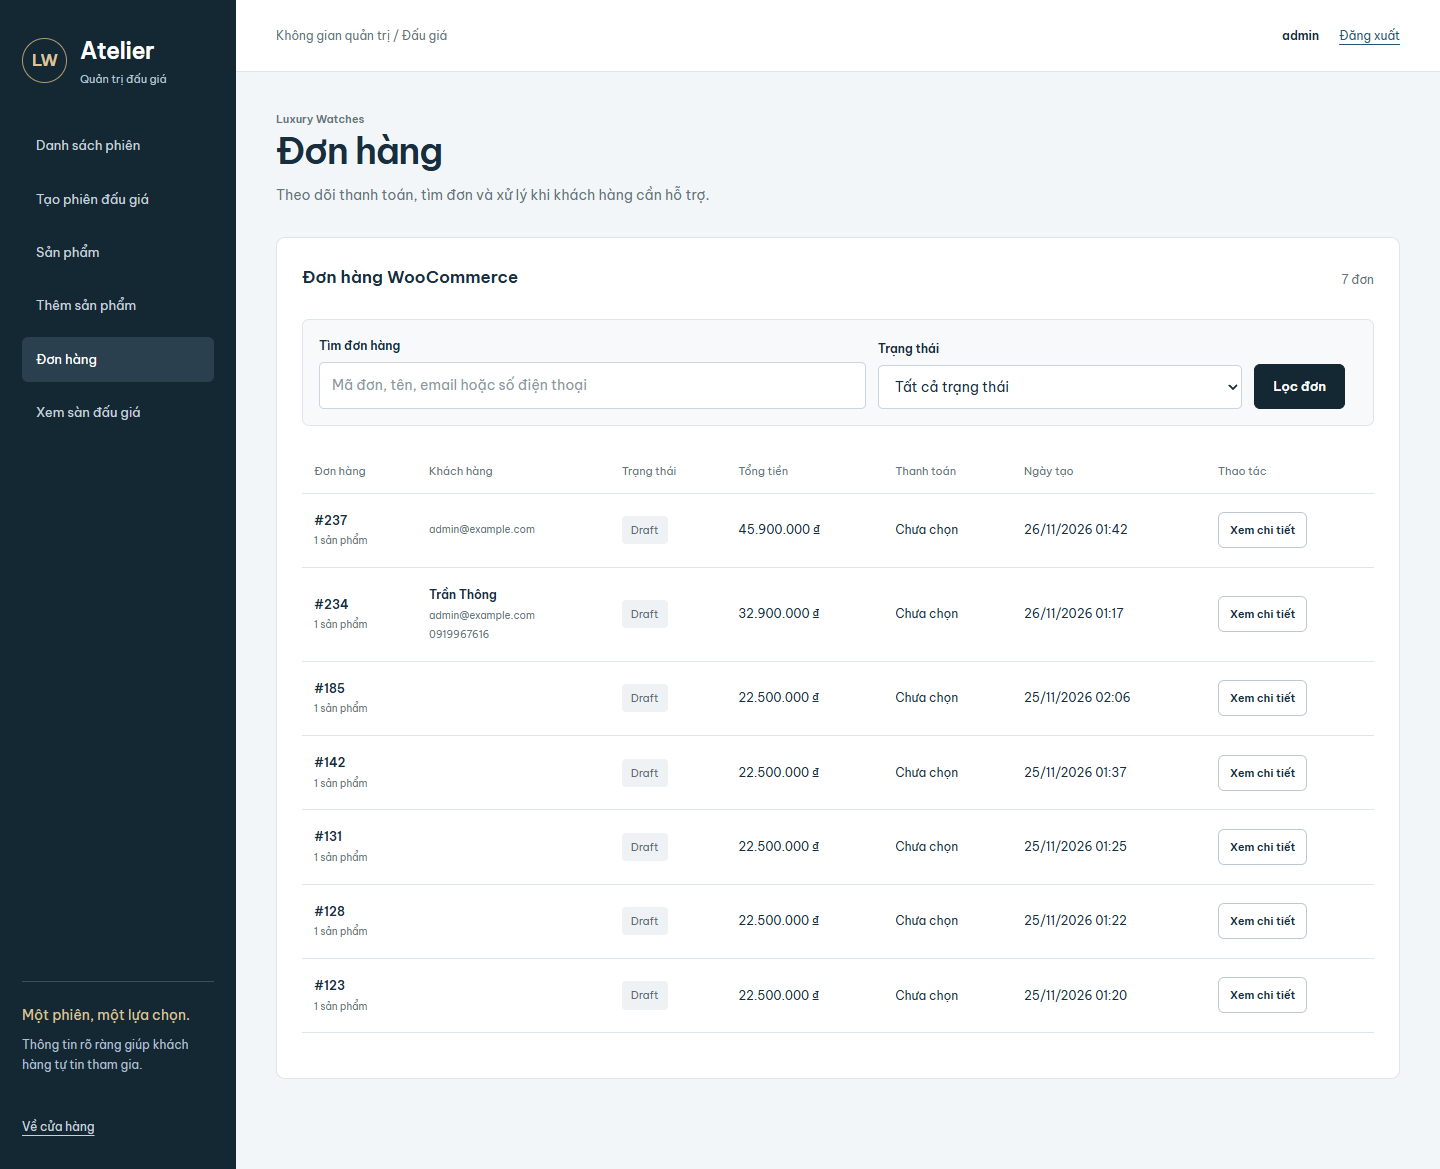 LW
Atelier
Quản trị đấu giá
Danh sách phiên
Tạo phiên đấu giá
Sản phẩm
Thêm sản phẩm
Đơn hàng
Xem sàn đấu giá
Một phiên, một lựa chọn.
Thông tin rõ ràng giúp khách
hàng tự tin tham gia.
Về cửa hàng
Không gian quản trị / Đấu giá
admin Đăng xuất
Luxury Watches
Đơn hàng
Theo dõi thanh toán, tìm đơn và xử lý khi khách hàng cần hỗ trợ.
Đơn hàng WooCommerce
7 đơn
Tìm đơn hàng
Mã đơn, tên, email hoặc số điện thoại
Trạng thái
Tất cả trạng thái
Lọc đơn
Đơn hàng Khách hàng Trạng thái Tổng tiền Thanh toán Ngày tạo Thao tác
#237
1 sản phẩm
admin@example.com
Draft 45.900.000 ₫ Chưa chọn 26/11/2026 01:42 Xem chi tiết
#234
1 sản phẩm
Trần Thông
admin@example.com
0919967616
Draft 32.900.000 ₫ Chưa chọn 26/11/2026 01:17 Xem chi tiết
#185
1 sản phẩm
Draft 22.500.000 ₫ Chưa chọn 25/11/2026 02:06 Xem chi tiết
#142
1 sản phẩm
Draft 22.500.000 ₫ Chưa chọn 25/11/2026 01:37 Xem chi tiết
#131
1 sản phẩm
Draft 22.500.000 ₫ Chưa chọn 25/11/2026 01:25 Xem chi tiết
#128
1 sản phẩm
Draft 22.500.000 ₫ Chưa chọn 25/11/2026 01:22 Xem chi tiết
#123
1 sản phẩm
Draft 22.500.000 ₫ Chưa chọn 25/11/2026 01:20 Xem chi tiết